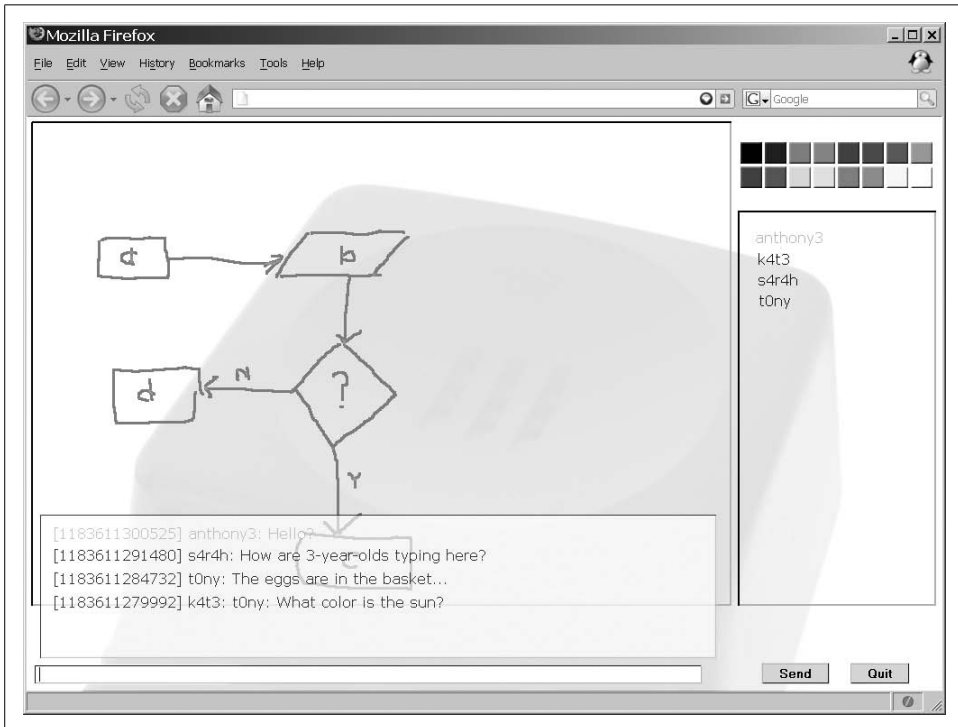 Mozilla Firefox
File Edit View History Bookmarks Tools Help
G Google
anthony3
k4t3
s4r4h
t0ny
a
b
?
N
d
Y
c
[1183611300525] anthony3: Hello?
[1183611291480] s4r4h: How are 3-year-olds typing here?
[1183611284732] t0ny: The eggs are in the basket...
[1183611279992] k4t3: t0ny: What color is the sun?
Send Quit